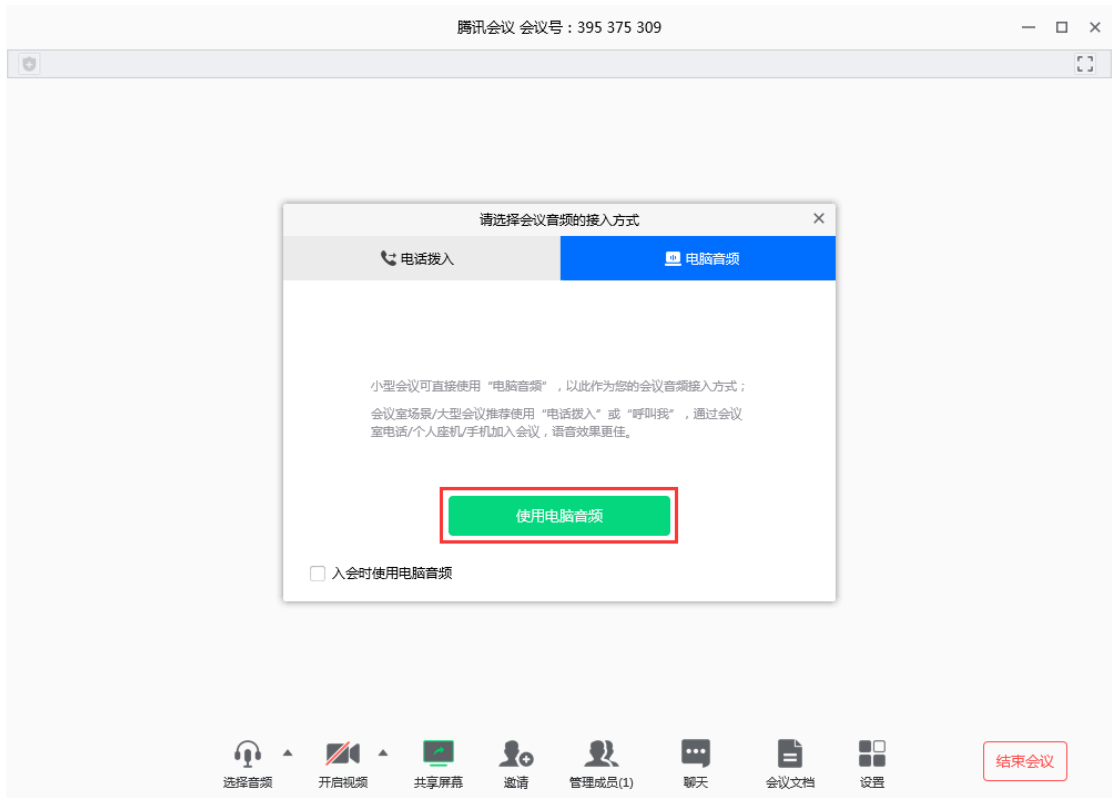 腾讯会议 会议号：395 375 309
请选择会议音频的接入方式
电话拨入
电脑音频
小型会议可直接使用“电脑音频”，以此作为您的会议音频接入方式；
会议室场景/大型会议推荐使用“电话拨入”或“呼叫我”，通过会议
室电话/个人座机/手机加入会议，语音效果更佳。
使用电脑音频
入会时使用电脑音频
选择音频
开启视频
共享屏幕
邀请
管理成员(1)
聊天
会议文档
设置
结束会议